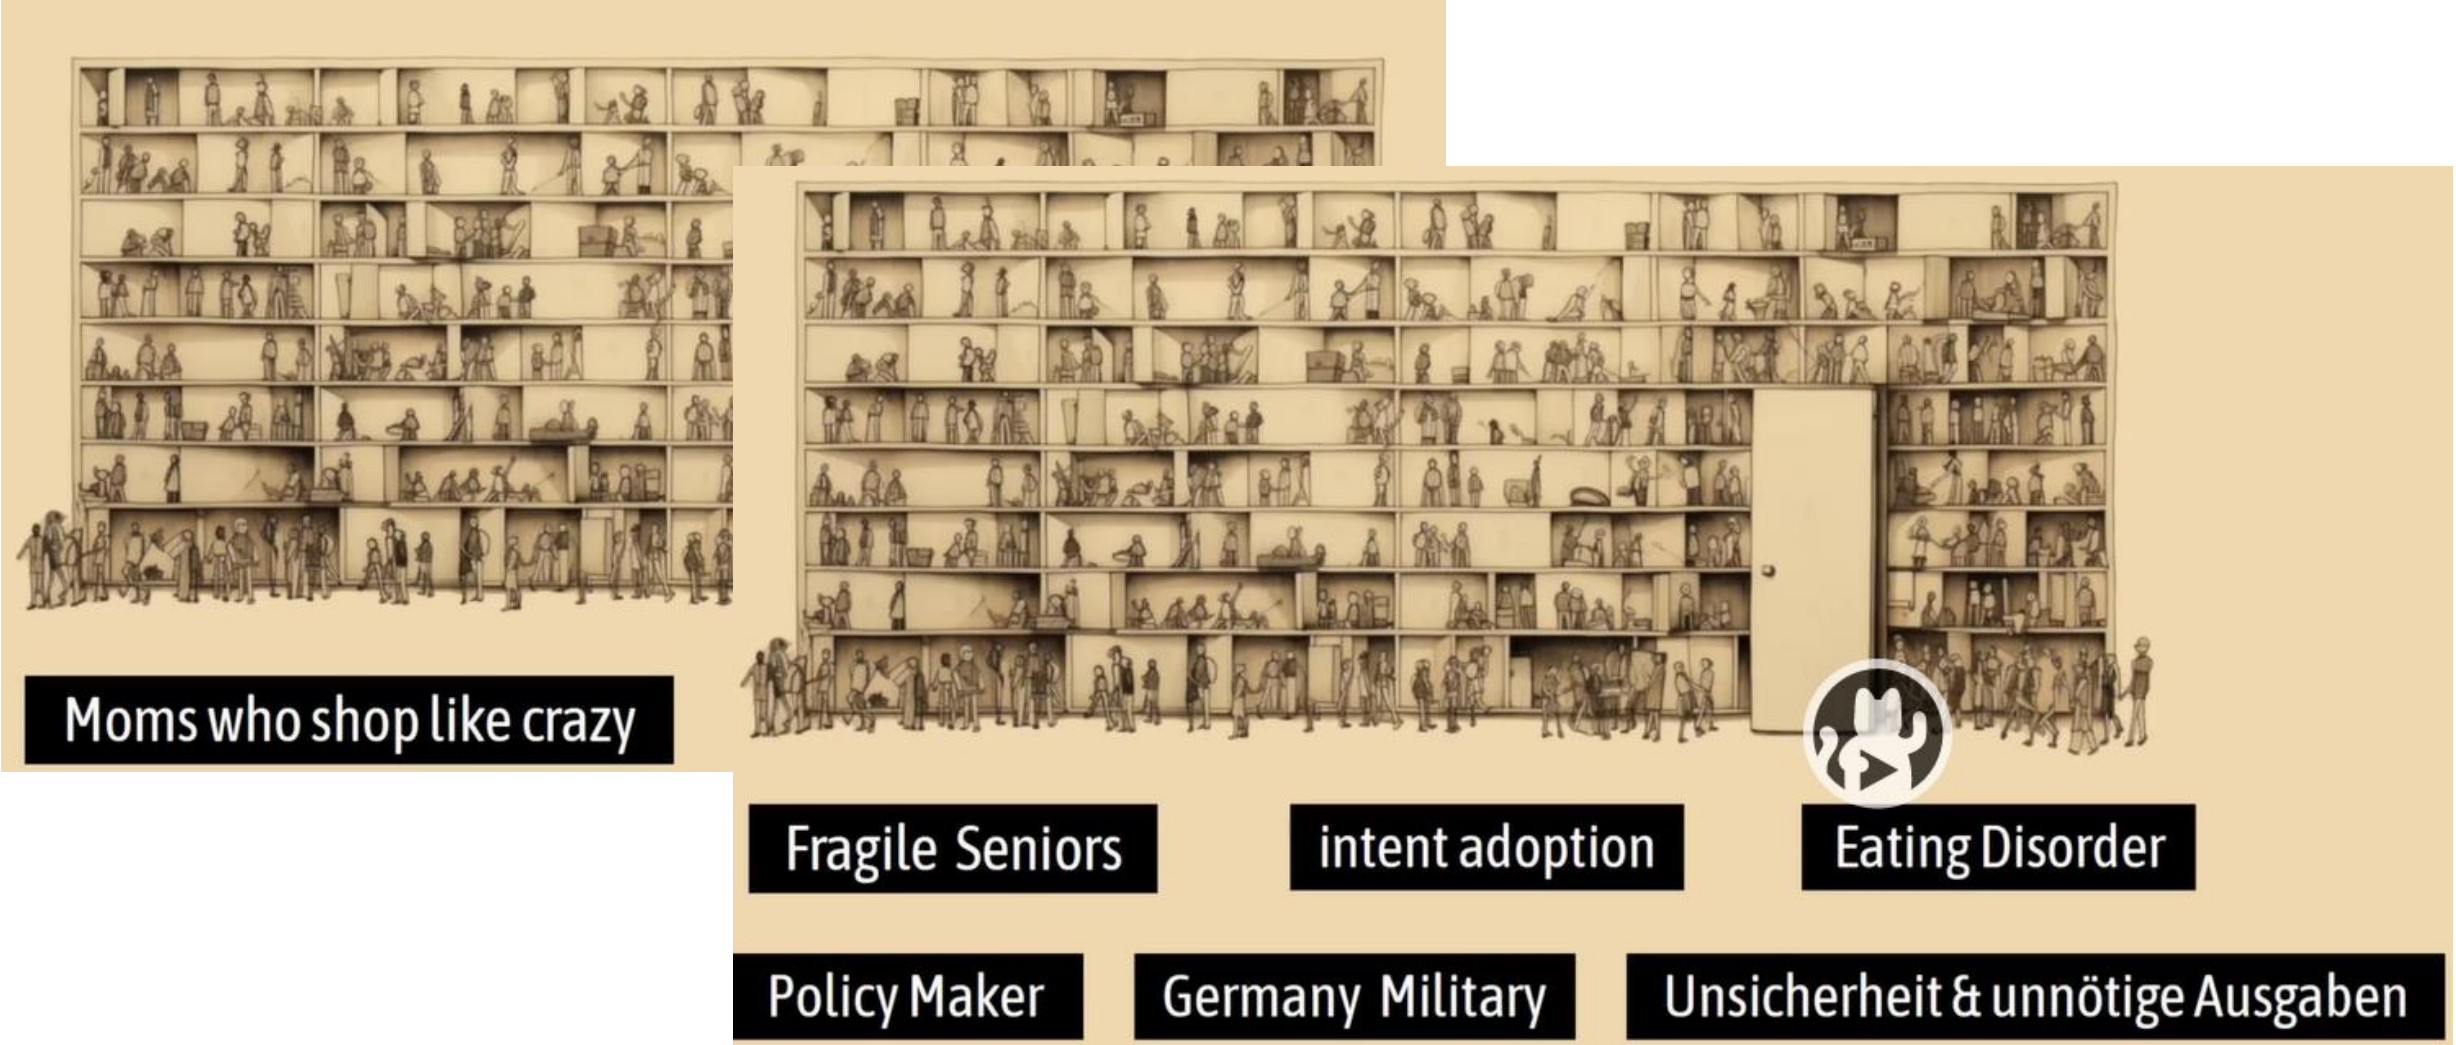 Moms who shop like crazy
Fragile Seniors
intent adoption
Eating Disorder
Policy Maker
Germany Military
Unsicherheit & unnötige Ausgaben